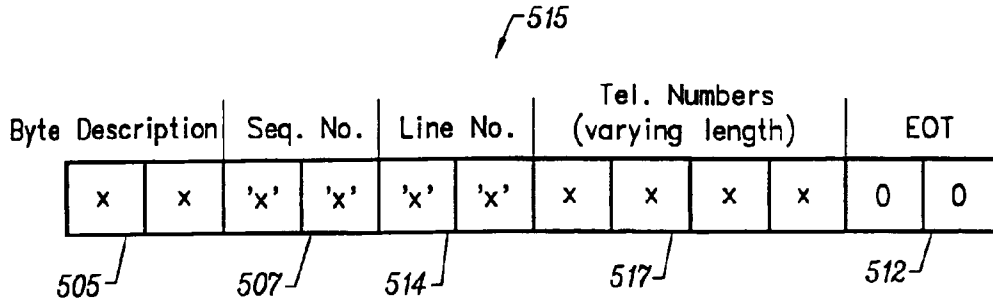 515
Tel. Numbers
Byte Description Seq. No. Line No. (varying length) EOT
x x 'x' 'x' 'x' 'x' x x x x 0 0
505 507 514 517 512